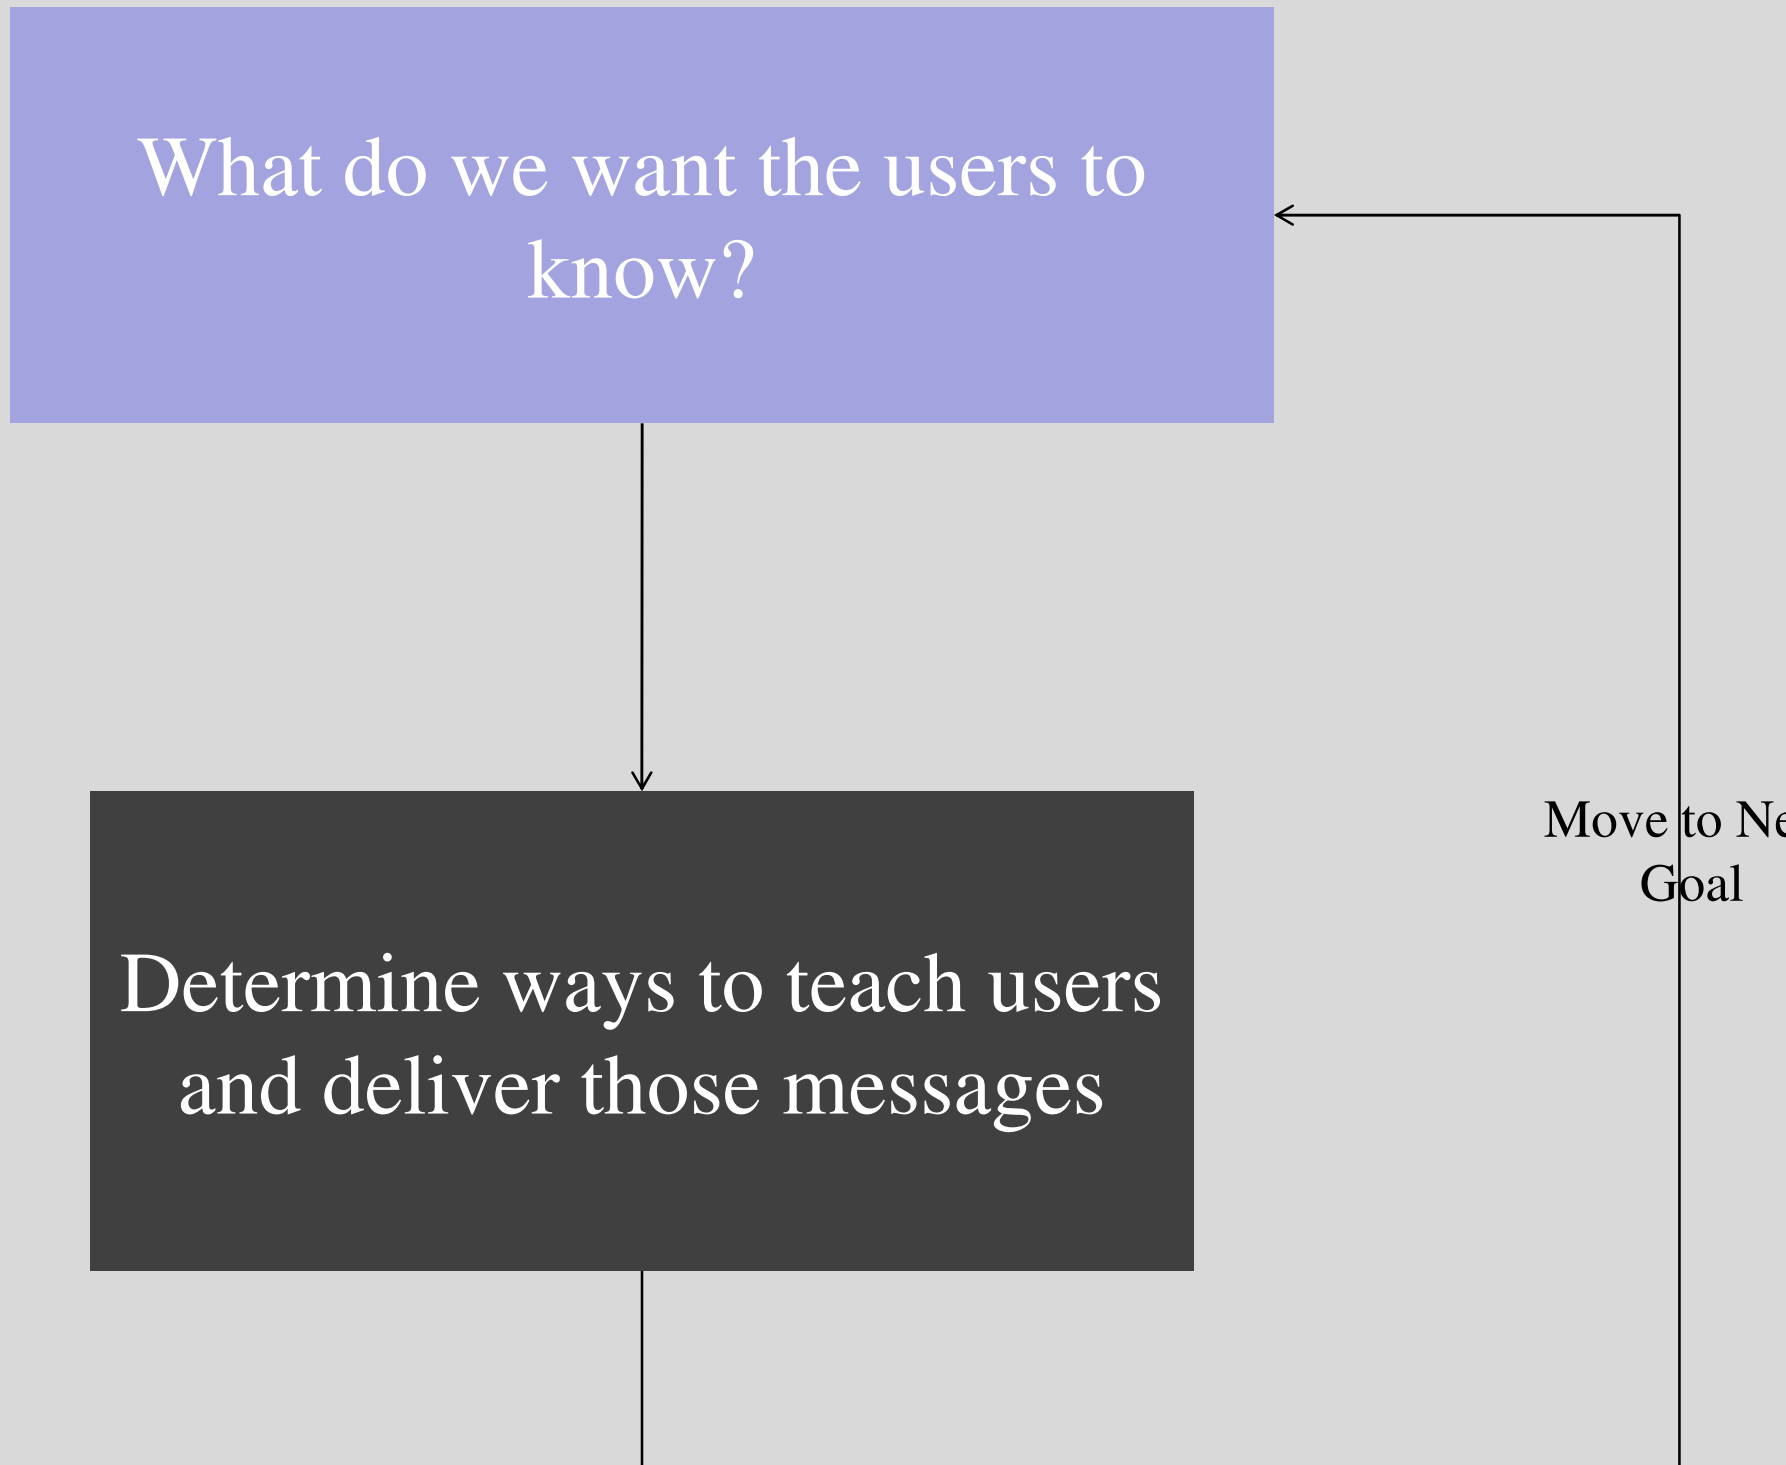 What do we want the users to
know?
Move to
Goal
Determine ways to teach users
and deliver those messages